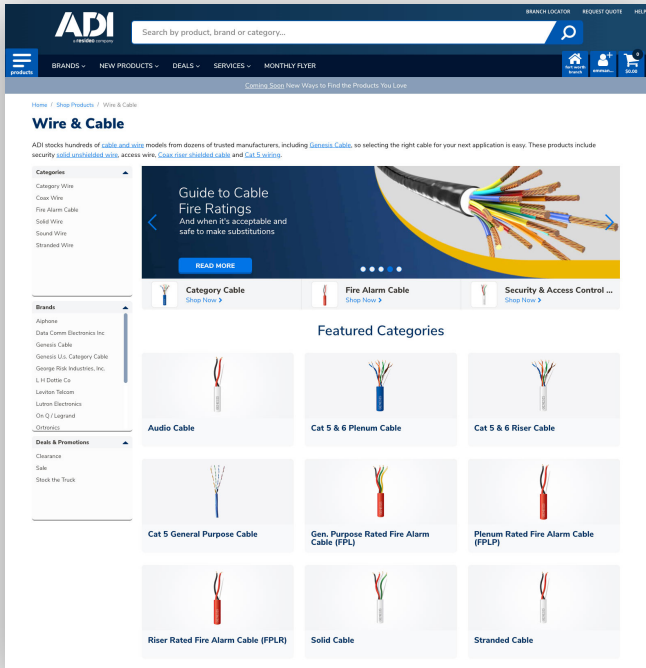 BRANCH LOCATOR REQUEST QUOTE HELP
ADI
a resideo company
Search by product, brand or category...
products
BRANDS NEW PRODUCTS DEALS SERVICES MONTHLY FLYER
fort worth branch
emman...
0
$0.00
Coming Soon New Ways to Find the Products You Love
Home / Shop Products / Wire & Cable
Wire & Cable
ADI stocks hundreds of cable and wire models from dozens of trusted manufacturers, including Genesis Cable, so selecting the right cable for your next application is easy. These products include
security solid unshielded wire, access wire, Coax riser shielded cable and Cat 5 wiring.
Categories
Category Wire
Coax Wire
Fire Alarm Cable
Solid Wire
Sound Wire
Stranded Wire
Brands
Aiphone
Data Comm Electronics Inc
Genesis Cable
Genesis U.s. Category Cable
George Risk Industries, Inc.
L H Dottie Co
Leviton Telcom
Lutron Electronics
On Q / Legrand
Ortronics
Deals & Promotions
Clearance
Sale
Stock the Truck
Guide to Cable
Fire Ratings
And when it's acceptable and
safe to make substitutions
READ MORE
Category Cable
Shop Now >
Fire Alarm Cable
Shop Now >
Security & Access Control ...
Shop Now >
Featured Categories
Audio Cable
Cat 5 & 6 Plenum Cable
Cat 5 & 6 Riser Cable
Cat 5 General Purpose Cable
Gen. Purpose Rated Fire Alarm
Cable (FPL)
Plenum Rated Fire Alarm Cable
(FPLP)
Riser Rated Fire Alarm Cable (FPLR)
Solid Cable
Stranded Cable